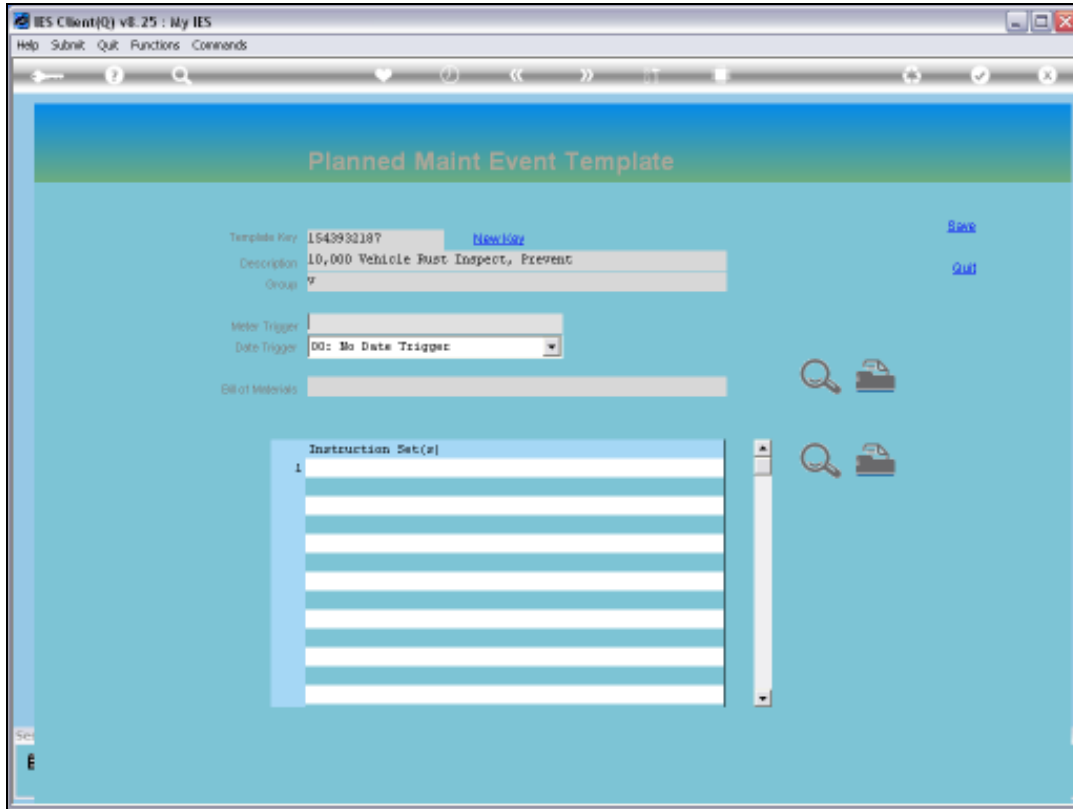 IES Client(Q) v8.25 : My IES
Help Submit Quit Functions Commands
Planned Maint Event Template
Save
Template Key 1543932187 New Key
Description 10,000 Vehicle Rust Inspect, Prevent
Quit
Group V
Meter Trigger
Date Trigger 00: No Date Trigger
Bill of Materials
Instruction Set(s)
1